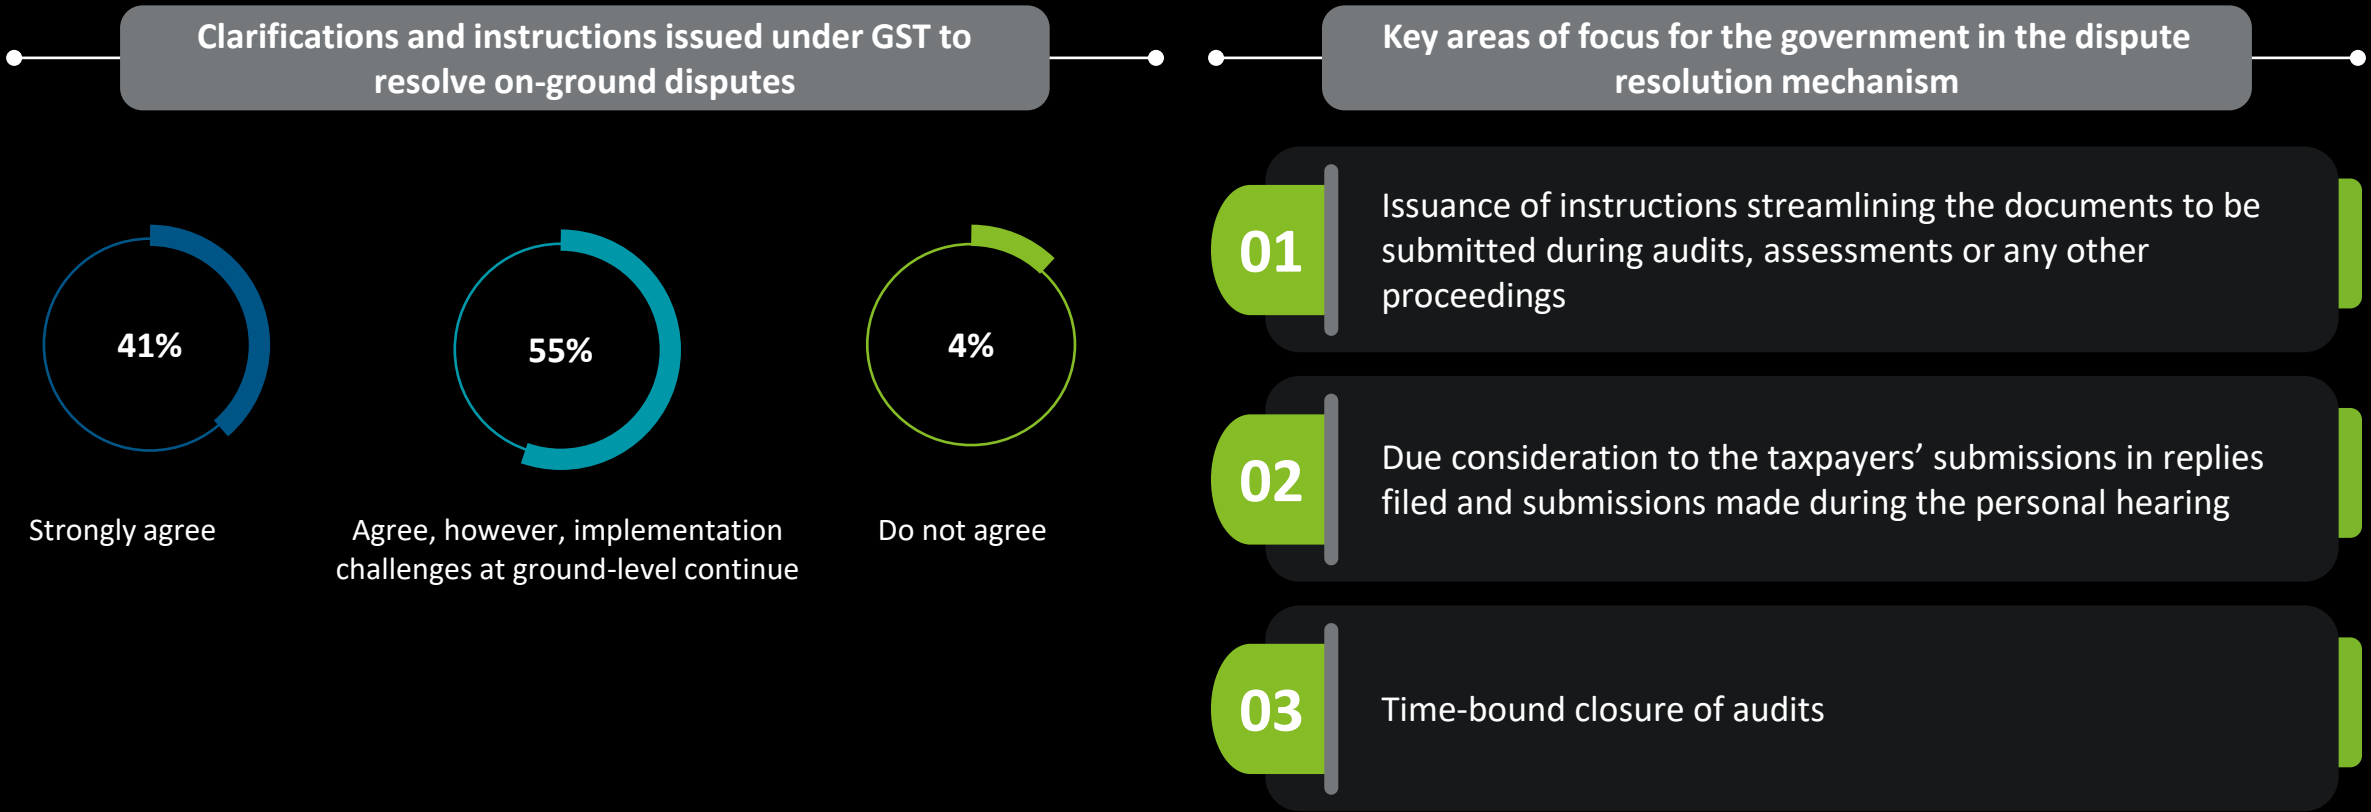 Clarifications and instructions issued under GST to
resolve on-ground disputes
41%
55%
4%
Strongly agree
Agree, however, implementation
challenges at ground-level continue
Do not agree
Key areas of focus for the government in the dispute
resolution mechanism
01
Issuance of instructions streamlining the documents to be
submitted during audits, assessments or any other
proceedings
02
Due consideration to the taxpayers’ submissions in replies
filed and submissions made during the personal hearing
03
Time-bound closure of audits